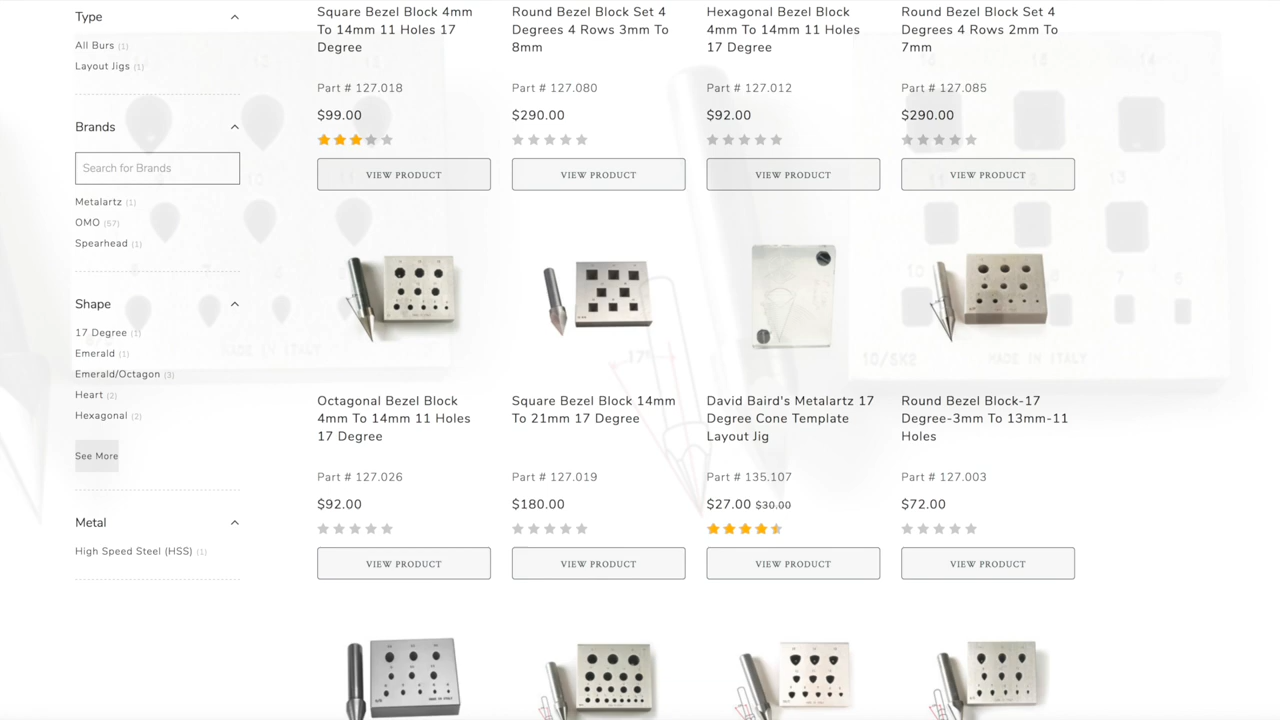 Type
All Burs (1)
Layout Jigs (1)
Brands
Search for Brands
Metalartz (1)
OMO (57)
Spearhead (1)
Shape
17 Degree (1)
Emerald (1)
Emerald/Octagon (3)
Heart (2)
Hexagonal (2)
See More
Metal
High Speed Steel (HSS) (1)
Square Bezel Block 4mm
To 14mm 11 Holes 17
Degree
Part # 127.018
$99.00
VIEW PRODUCT
Round Bezel Block Set 4
Degrees 4 Rows 3mm To
8mm
Part # 127.080
$290.00
VIEW PRODUCT
Hexagonal Bezel Block
4mm To 14mm 11 Holes
17 Degree
Part # 127.012
$92.00
VIEW PRODUCT
Round Bezel Block Set 4
Degrees 4 Rows 2mm To
7mm
Part # 127.085
$290.00
VIEW PRODUCT
Octagonal Bezel Block
4mm To 14mm 11 Holes
17 Degree
Part # 127.026
$92.00
VIEW PRODUCT
Square Bezel Block 14mm
To 21mm 17 Degree
Part # 127.019
$180.00
VIEW PRODUCT
David Baird's Metalartz 17
Degree Cone Template
Layout Jig
Part # 135.107
$27.00 $30.00
VIEW PRODUCT
Round Bezel Block-17
Degree-3mm To 13mm-11
Holes
Part # 127.003
$72.00
VIEW PRODUCT
MADE IN ITALY
17°
10/SK2
MADE IN ITALY